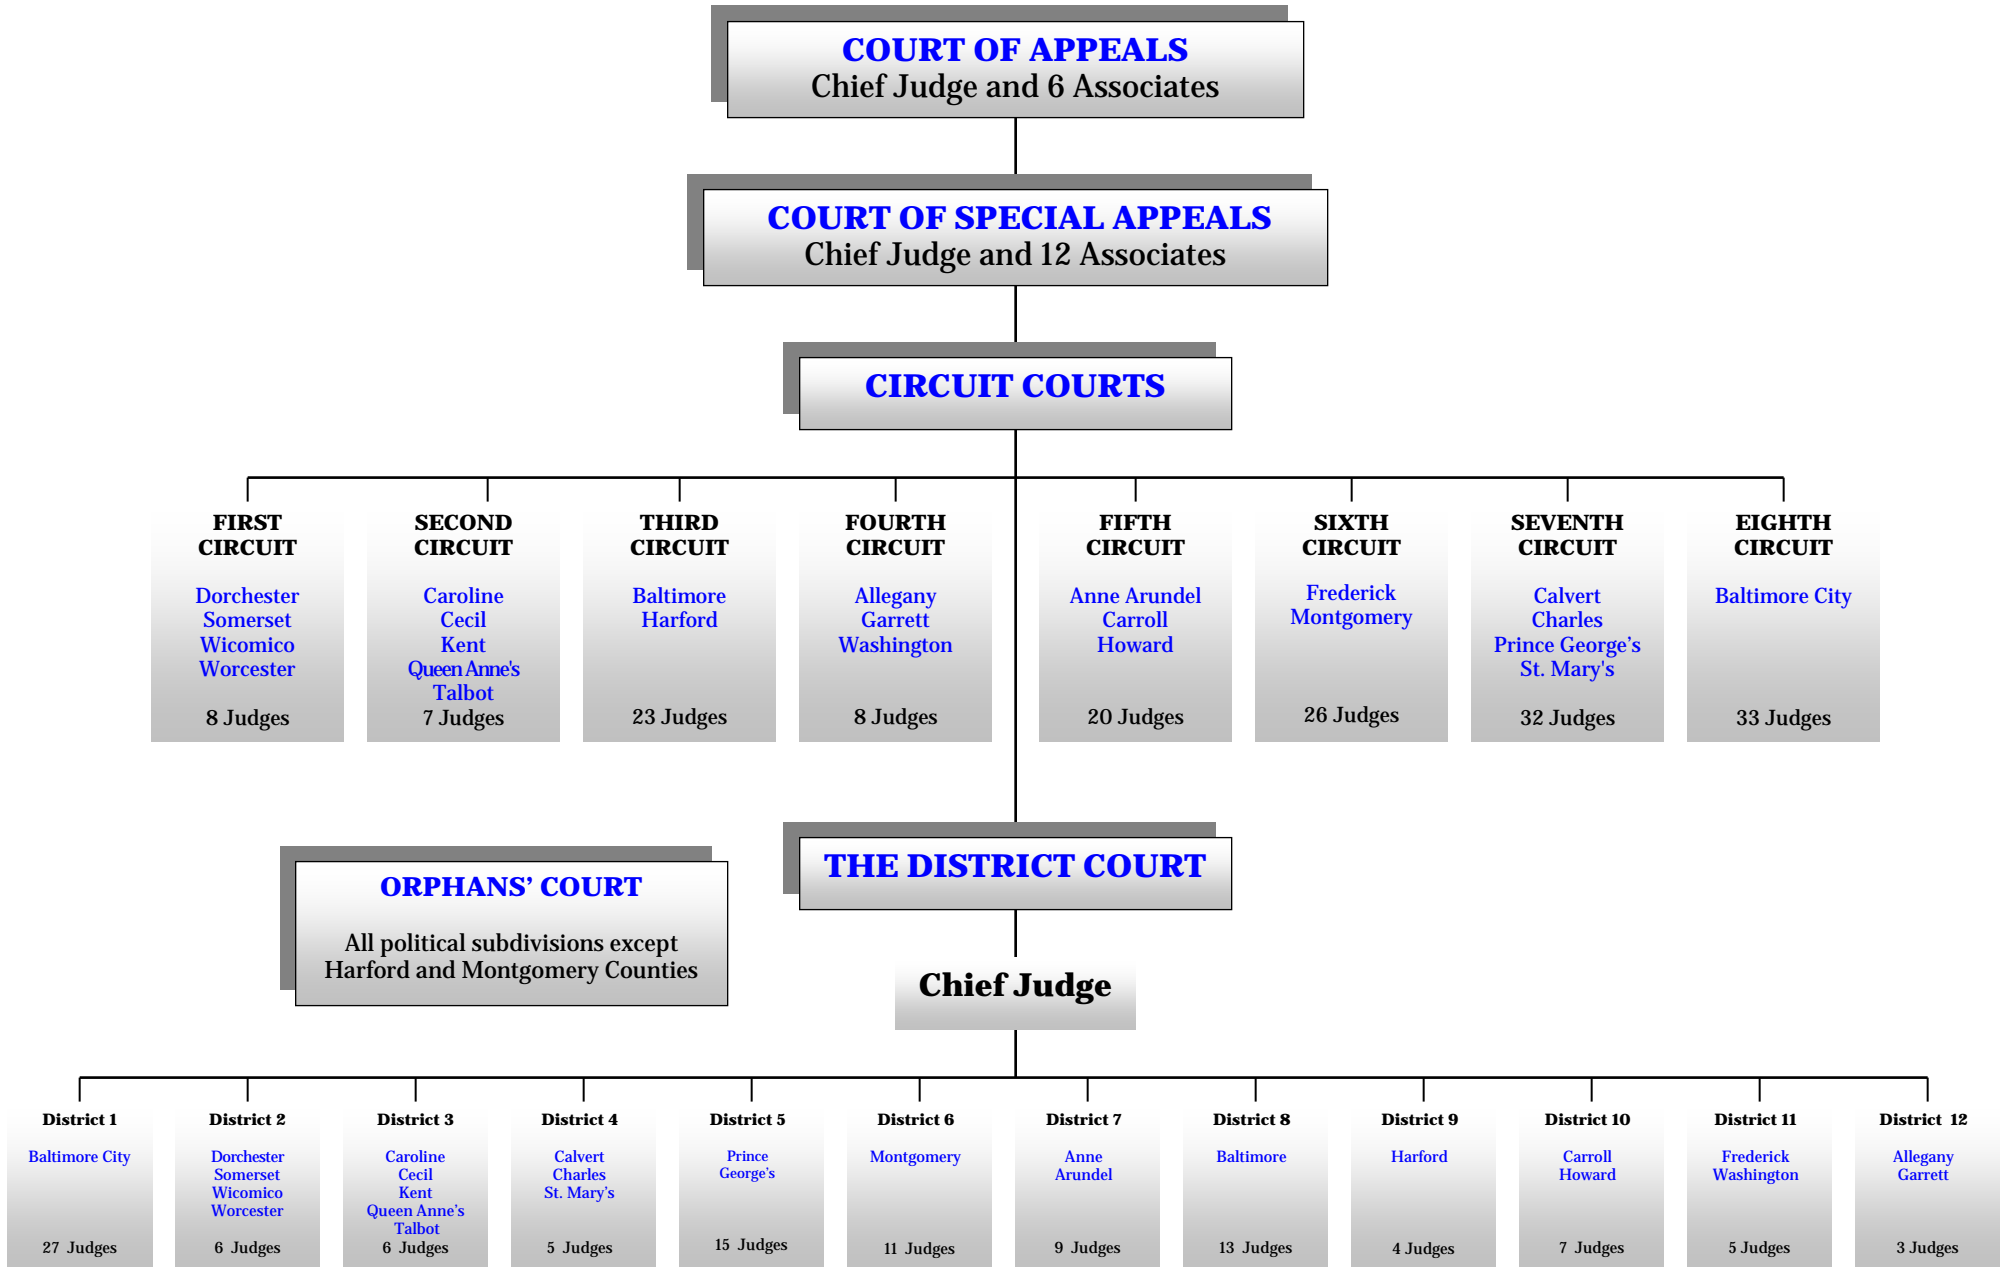 COURT OF APPEALS
Chief Judge and 6 Associates
COURT OF SPECIAL APPEALS
Chief Judge and 12 Associates
CIRCUIT COURTS
FIRST
CIRCUIT
Dorchester
Somerset
Wicomico
Worcester
8 Judges
SECOND
CIRCUIT
Caroline
Cecil
Kent
Queen Anne's
Talbot
7 Judges
THIRD
CIRCUIT
Baltimore
Harford
23 Judges
FOURTH
CIRCUIT
Allegany
Garrett
Washington
8 Judges
FIFTH
CIRCUIT
Anne Arundel
Carroll
Howard
20 Judges
SIXTH
CIRCUIT
Frederick
Montgomery
26 Judges
SEVENTH
CIRCUIT
Calvert
Charles
Prince George’s
St. Mary's
32 Judges
EIGHTH
CIRCUIT
Baltimore City
33 Judges
ORPHANS’ COURT
All political subdivisions except
Harford and Montgomery Counties
THE DISTRICT COURT
Chief Judge
District 1
Baltimore City
27 Judges
District 2
Dorchester
Somerset
Wicomico
Worcester
6 Judges
District 3
Caroline
Cecil
Kent
Queen Anne’s
Talbot
6 Judges
District 4
Calvert
Charles
St. Mary’s
5 Judges
District 5
Prince
George’s
15 Judges
District 6
Montgomery
11 Judges
District 7
Anne
Arundel
9 Judges
District 8
Baltimore
13 Judges
District 9
Harford
4 Judges
District 10
Carroll
Howard
7 Judges
District 11
Frederick
Washington
5 Judges
District 12
Allegany
Garrett
3 Judges